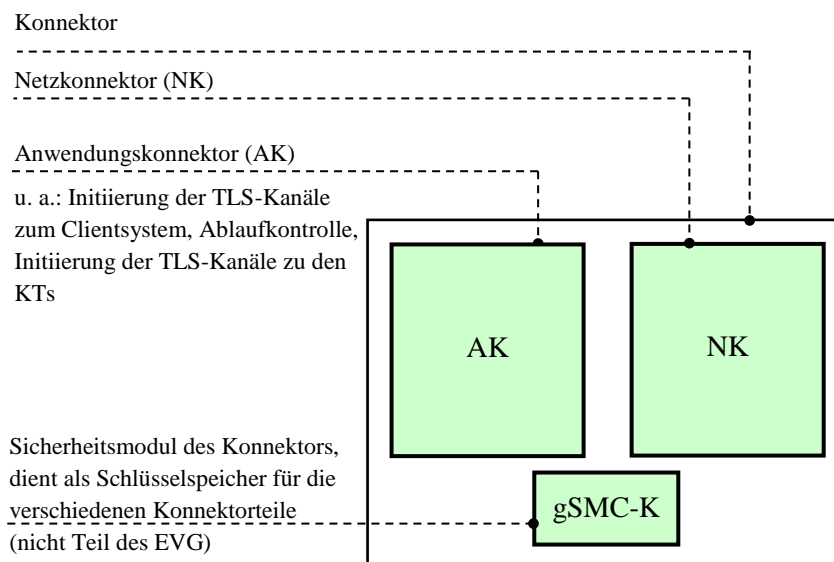 Konnektor
Netzkonnektor (NK)
Anwendungskonnektor (AK)
u. a.: Initiierung der TLS-Kanäle
zum Clientsystem, Ablaufkontrolle,
Initiierung der TLS-Kanäle zu den
KTs
AK
NK
Sicherheitsmodul des Konnektors,
dient als Schlüsselspeicher für die
verschiedenen Konnektorteile
(nicht Teil des EVG)
gSMC-K